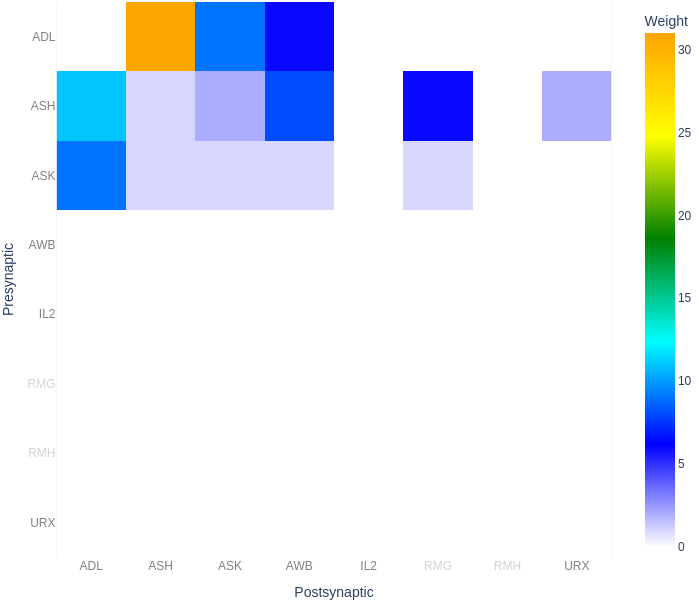 Weight
ADL
ASH
ASK
AWB
IL2
RMG
RMH
URX
Presynaptic
ADL ASH ASK AWB IL2 RMG RMH URX
Postsynaptic
30
25
20
15
10
5
0